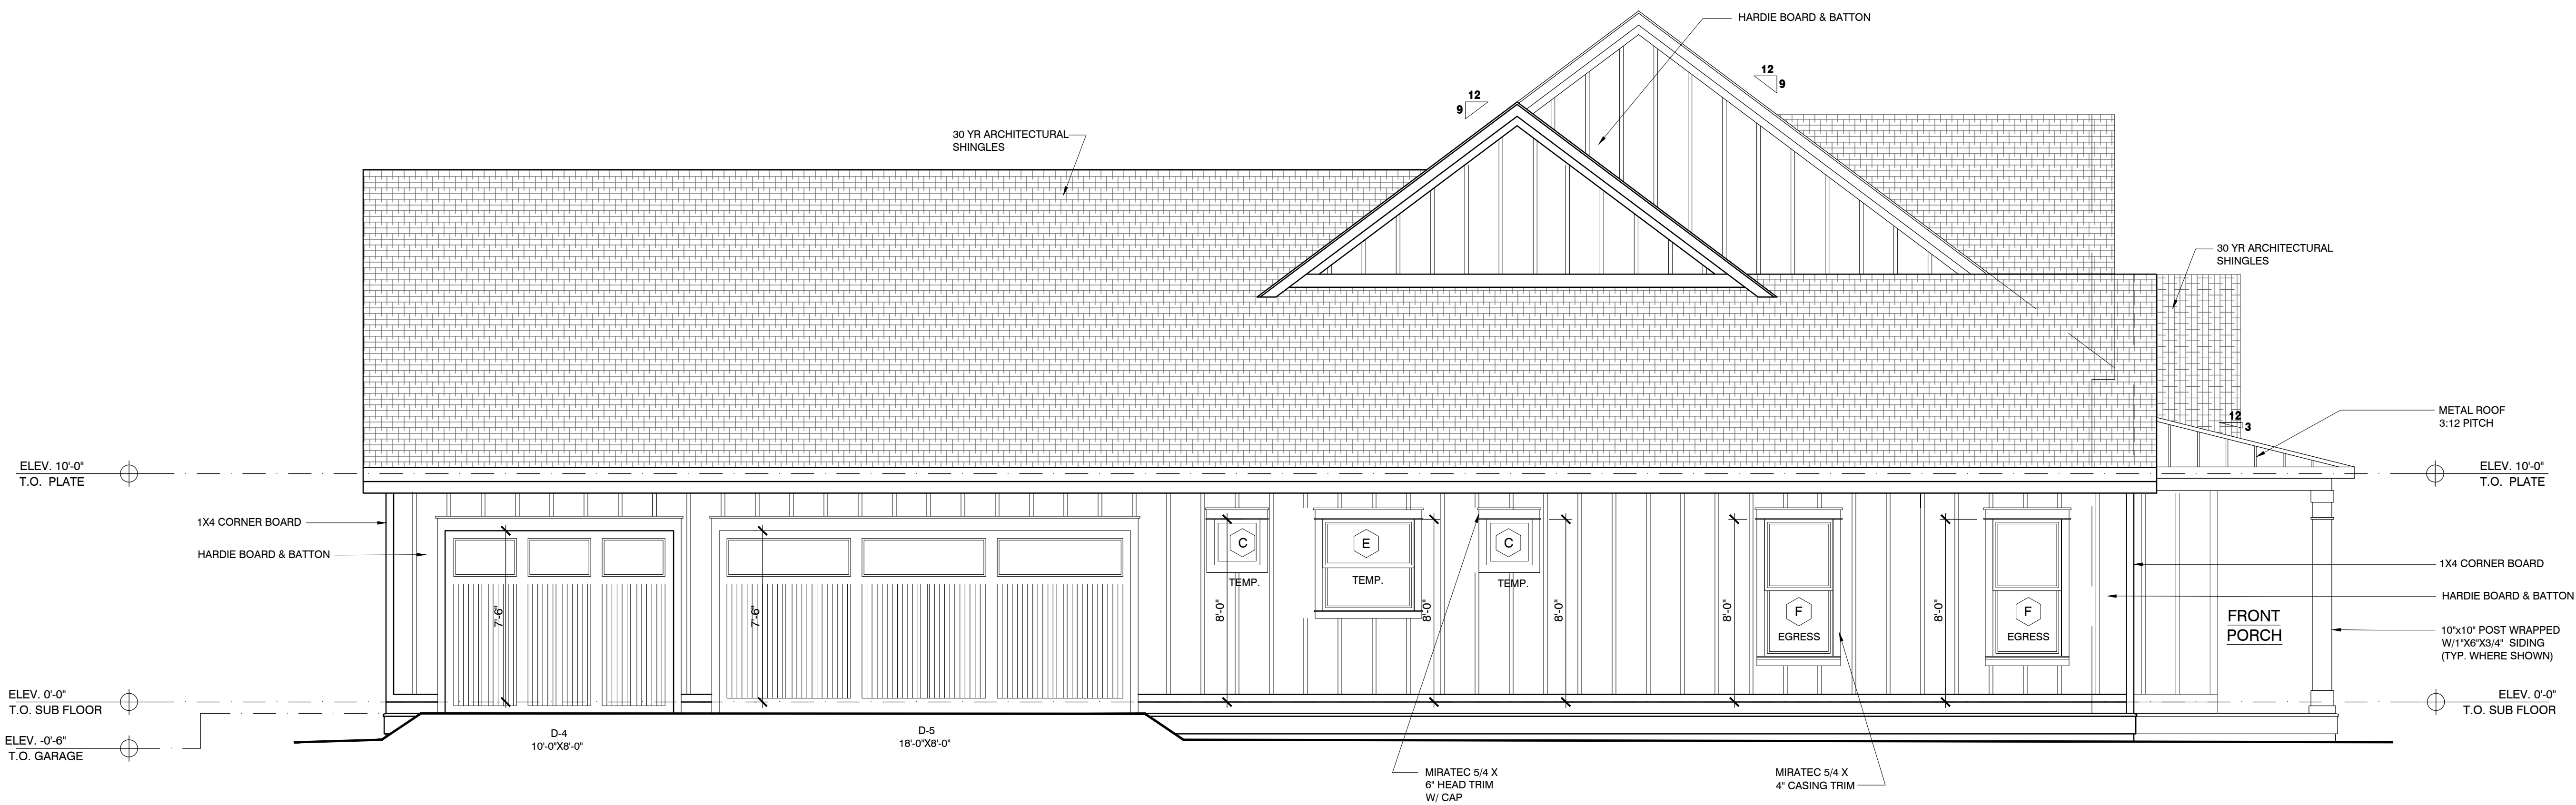 HARDIE BOARD & BATTON
12
9
12
9
30 YR ARCHITECTURAL
SHINGLES
30 YR ARCHITECTURAL
SHINGLES
12
3
METAL ROOF
3:12 PITCH
ELEV. 10'-0"
T.O. PLATE
ELEV. 10'-0"
T.O. PLATE
1X4 CORNER BOARD
HARDIE BOARD & BATTON
7'-6"
7'-6"
C
TEMP.
8'-0"
E
TEMP.
8'-0"
C
TEMP.
8'-0"
8'-0"
F
EGRESS
8'-0"
F
EGRESS
1X4 CORNER BOARD
HARDIE BOARD & BATTON
FRONT
PORCH
10"x10" POST WRAPPED
W/1"X6"X3/4" SIDING
(TYP. WHERE SHOWN)
ELEV. 0'-0"
T.O. SUB FLOOR
ELEV. 0'-0"
T.O. SUB FLOOR
ELEV. -0'-6"
T.O. GARAGE
D-4
10'-0"X8'-0"
D-5
18'-0"X8'-0"
MIRATEC 5/4 X
6" HEAD TRIM
W/ CAP
MIRATEC 5/4 X
4" CASING TRIM